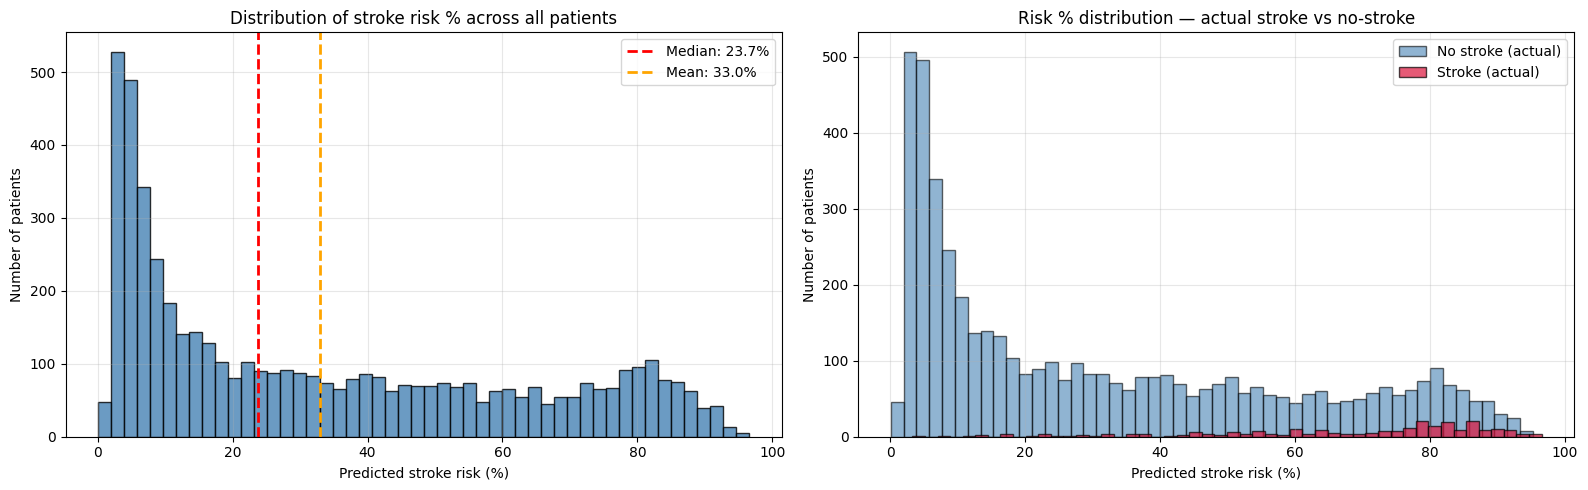 Distribution of stroke risk % across all patients
Median: 23.7%
Mean: 33.0%
500
400
300
200
100
0
Number of patients
0 20 40 60 80 100
Predicted stroke risk (%)
Risk % distribution — actual stroke vs no-stroke
No stroke (actual)
Stroke (actual)
500
400
300
200
100
0
Number of patients
0 20 40 60 80 100
Predicted stroke risk (%)